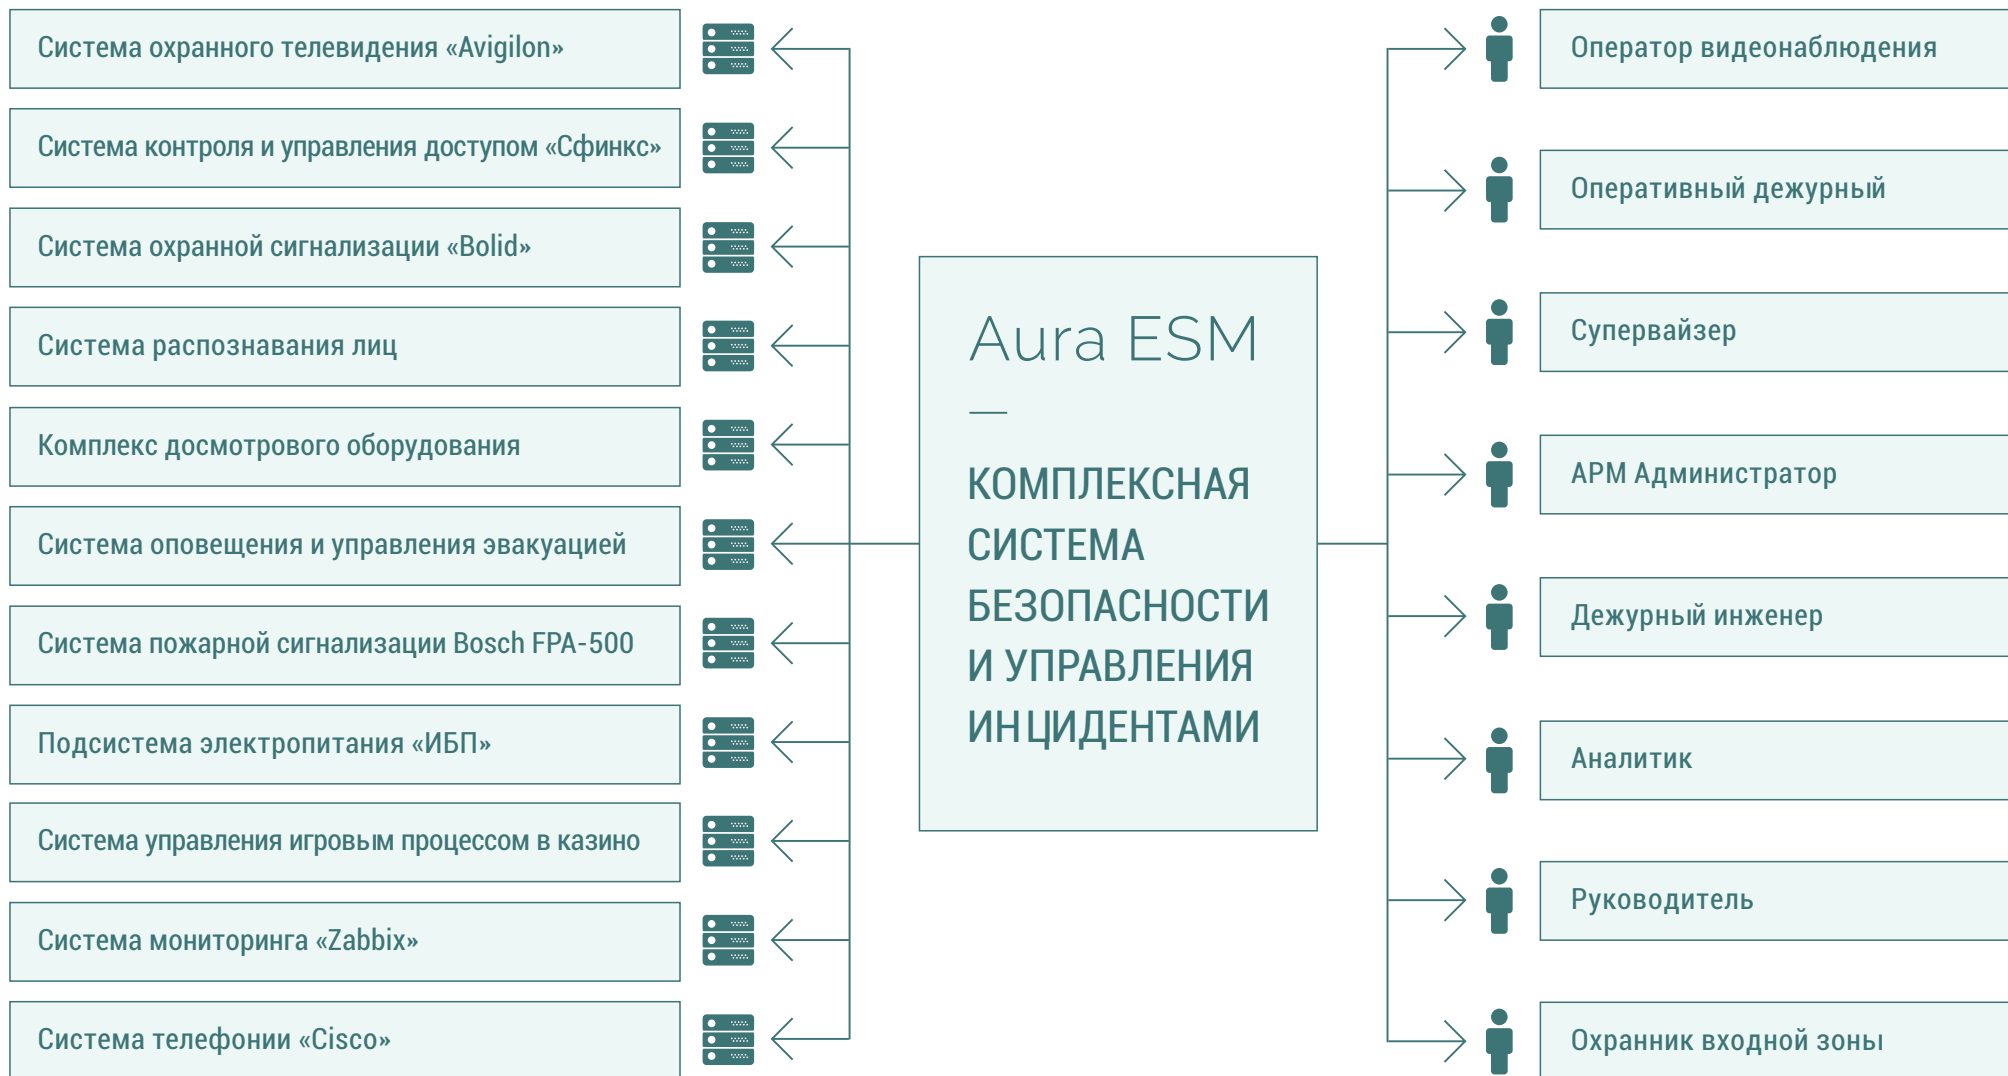 Система охранного телевидения «Avigilon»
Система контроля и управления доступом «Сфинкс»
Система охранной сигнализации «Bolid»
Система распознавания лиц
Комплекс досмотрового оборудования
Система оповещения и управления эвакуацией
Система пожарной сигнализации Bosch FPA-500
Подсистема электропитания «ИБП»
Система управления игровым процессом в казино
Система мониторинга «Zabbix»
Система телефонии «Cisco»
Aura ESM
—
КОМПЛЕКСНАЯ
СИСТЕМА
БЕЗОПАСНОСТИ
И УПРАВЛЕНИЯ
ИНЦИДЕНТАМИ
Оператор видеонаблюдения
Оперативный дежурный
Супервайзер
АРМ Администратор
Дежурный инженер
Аналитик
Руководитель
Охранник входной зоны